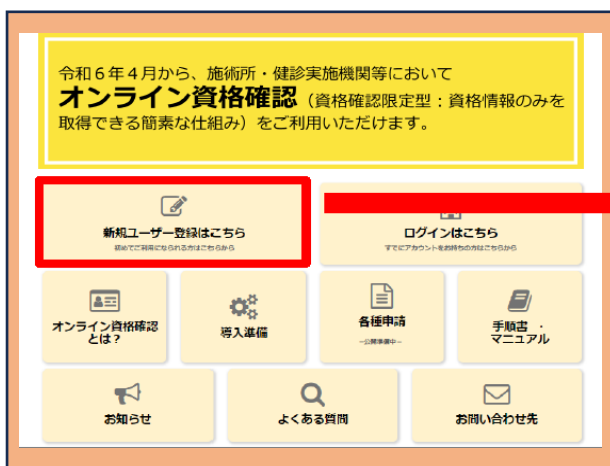 令和6年4月から、施術所・健診実施機関等において
オンライン資格確認（資格確認限定型：資格情報のみを
取得できる簡素な仕組み）をご利用いただけます。
新規ユーザー登録はこちら
初めてご利用になられる方はこちらから
ログインはこちら
すでにアカウントをお持ちの方はこちらから
オンライン資格確認
とは？
導入準備
各種申請
－公開準備中－
手順書 ・
マニュアル
お知らせ
よくある質問
お問い合わせ先